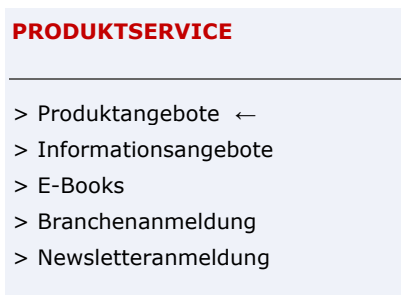 PRODUKTSERVICE
> Produktangebote ←
> Informationsangebote
> E-Books
> Branchenanmeldung
> Newsletteranmeldung